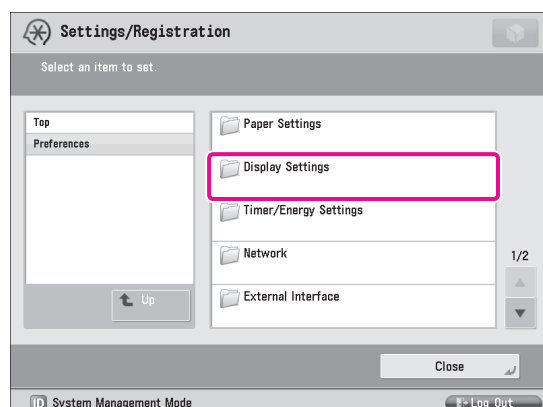 Settings/Registration
Select an item to set.
Top
Preferences
Up
Paper Settings
Display Settings
Timer/Energy Settings
Network
External Interface
1/2
Close
ID System Management Mode
Log Out